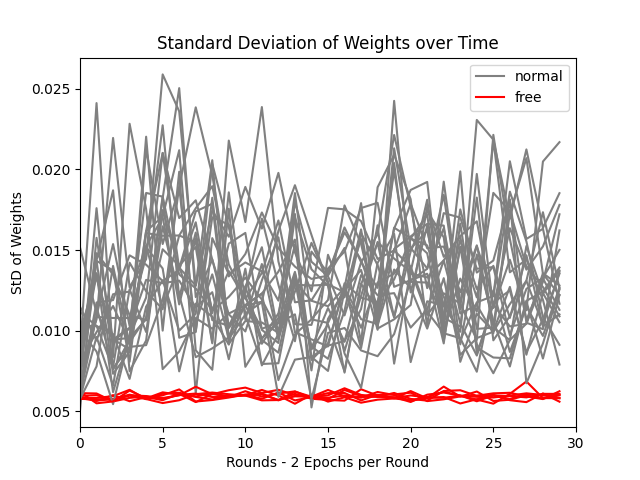 Standard Deviation of Weights over Time
normal
free
StD of Weights
0.025
0.020
0.015
0.010
0.005
0 5 10 15 20 25 30
Rounds - 2 Epochs per Round